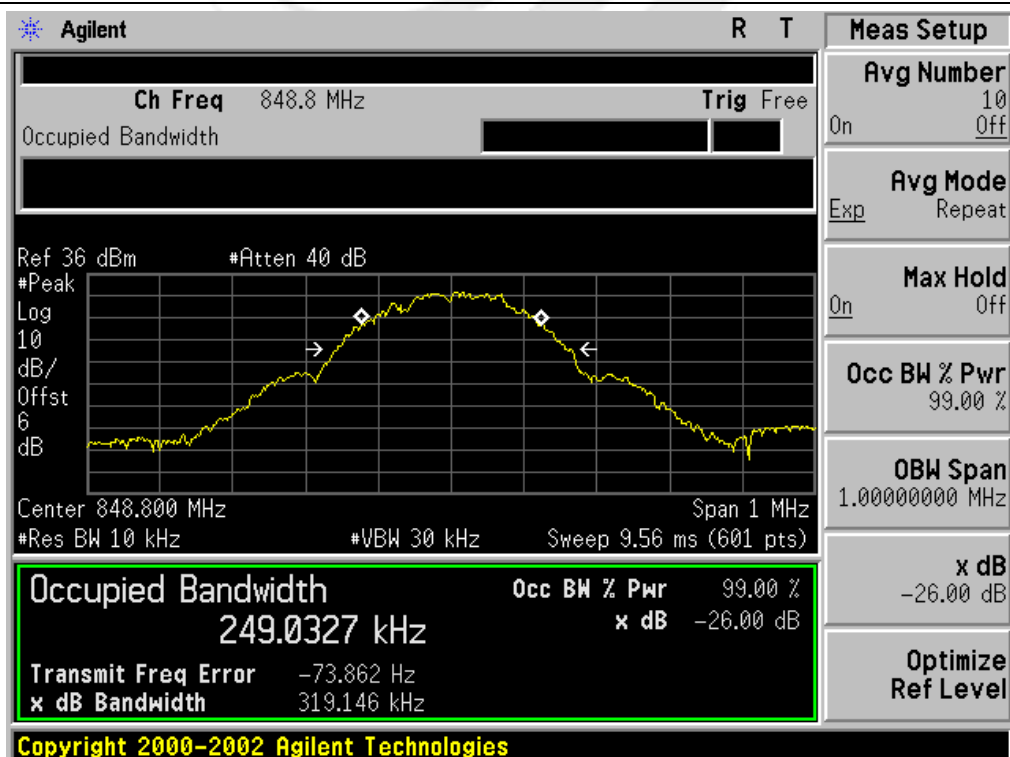 Agilent R T
Ch Freq 848.8 MHz Trig Free
Occupied Bandwidth
Ref 36 dBm #Atten 40 dB
#Peak
Log
10
dB/
Offst
6
dB
Center 848.800 MHz Span 1 MHz
#Res BW 10 kHz #VBW 30 kHz Sweep 9.56 ms (601 pts)
Occupied Bandwidth Occ BW % Pwr 99.00 %
249.0327 kHz x dB -26.00 dB
Transmit Freq Error -73.862 Hz
x dB Bandwidth 319.146 kHz
Copyright 2000-2002 Agilent Technologies
Meas Setup
Avg Number
10
On Off
Avg Mode
Exp Repeat
Max Hold
On Off
Occ BW % Pwr
99.00 %
OBW Span
1.00000000 MHz
x dB
-26.00 dB
Optimize
Ref Level